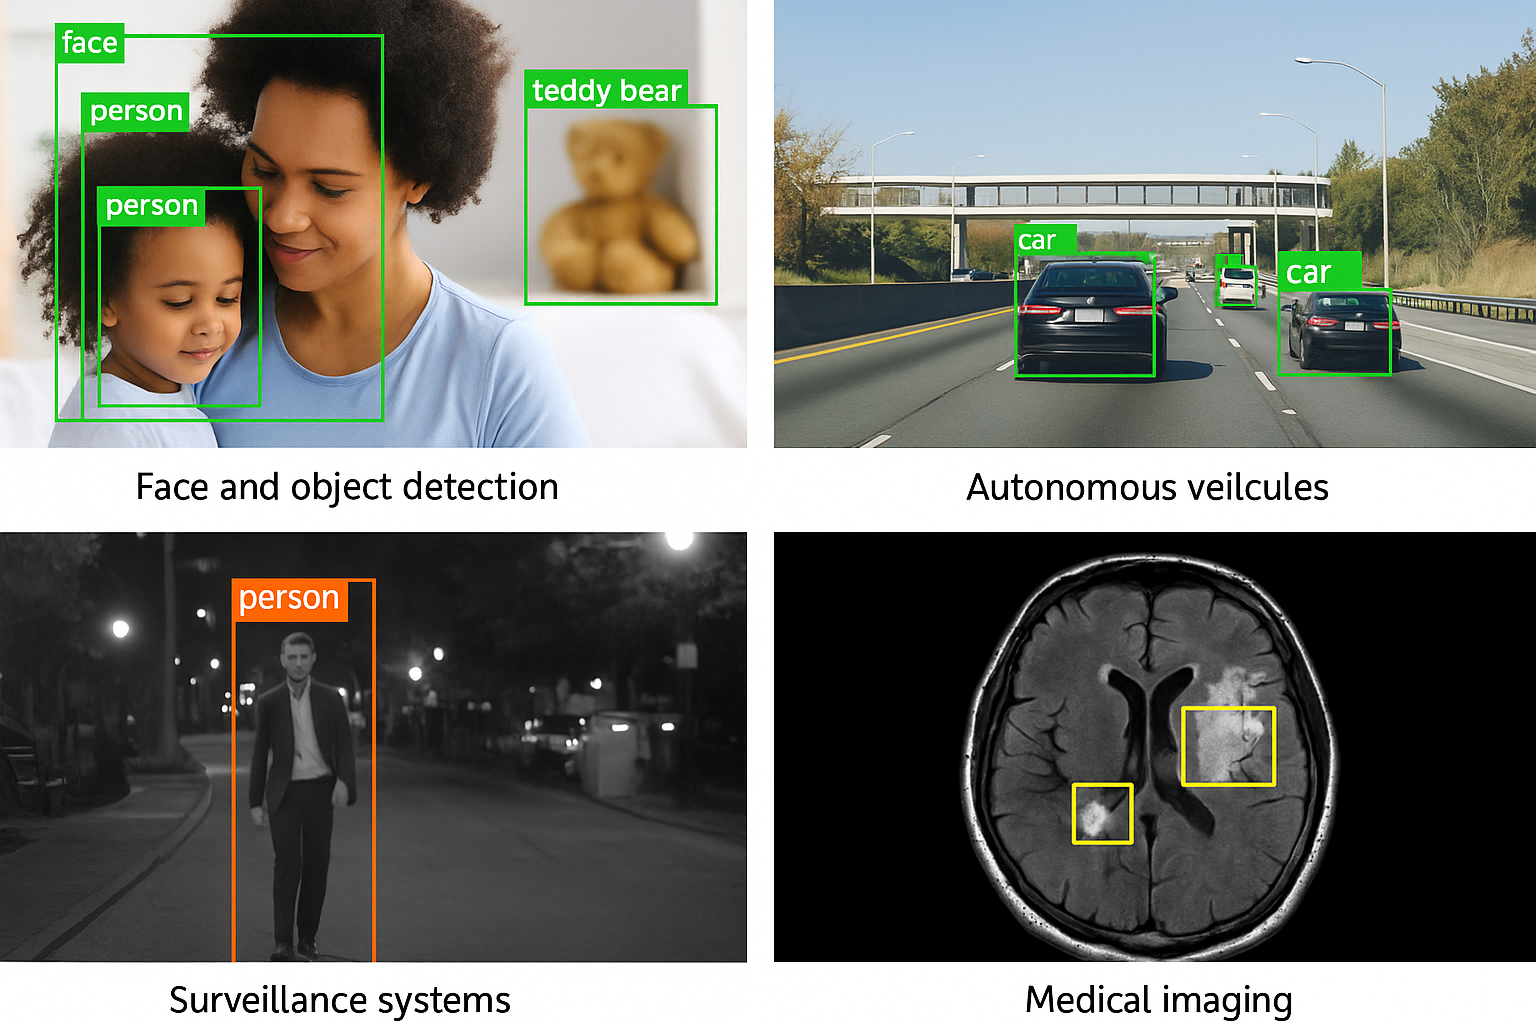 face
person
person
teddy bear
Face and object detection
car
car
Autonomous veilcules
person
Surveillance systems
Medical imaging